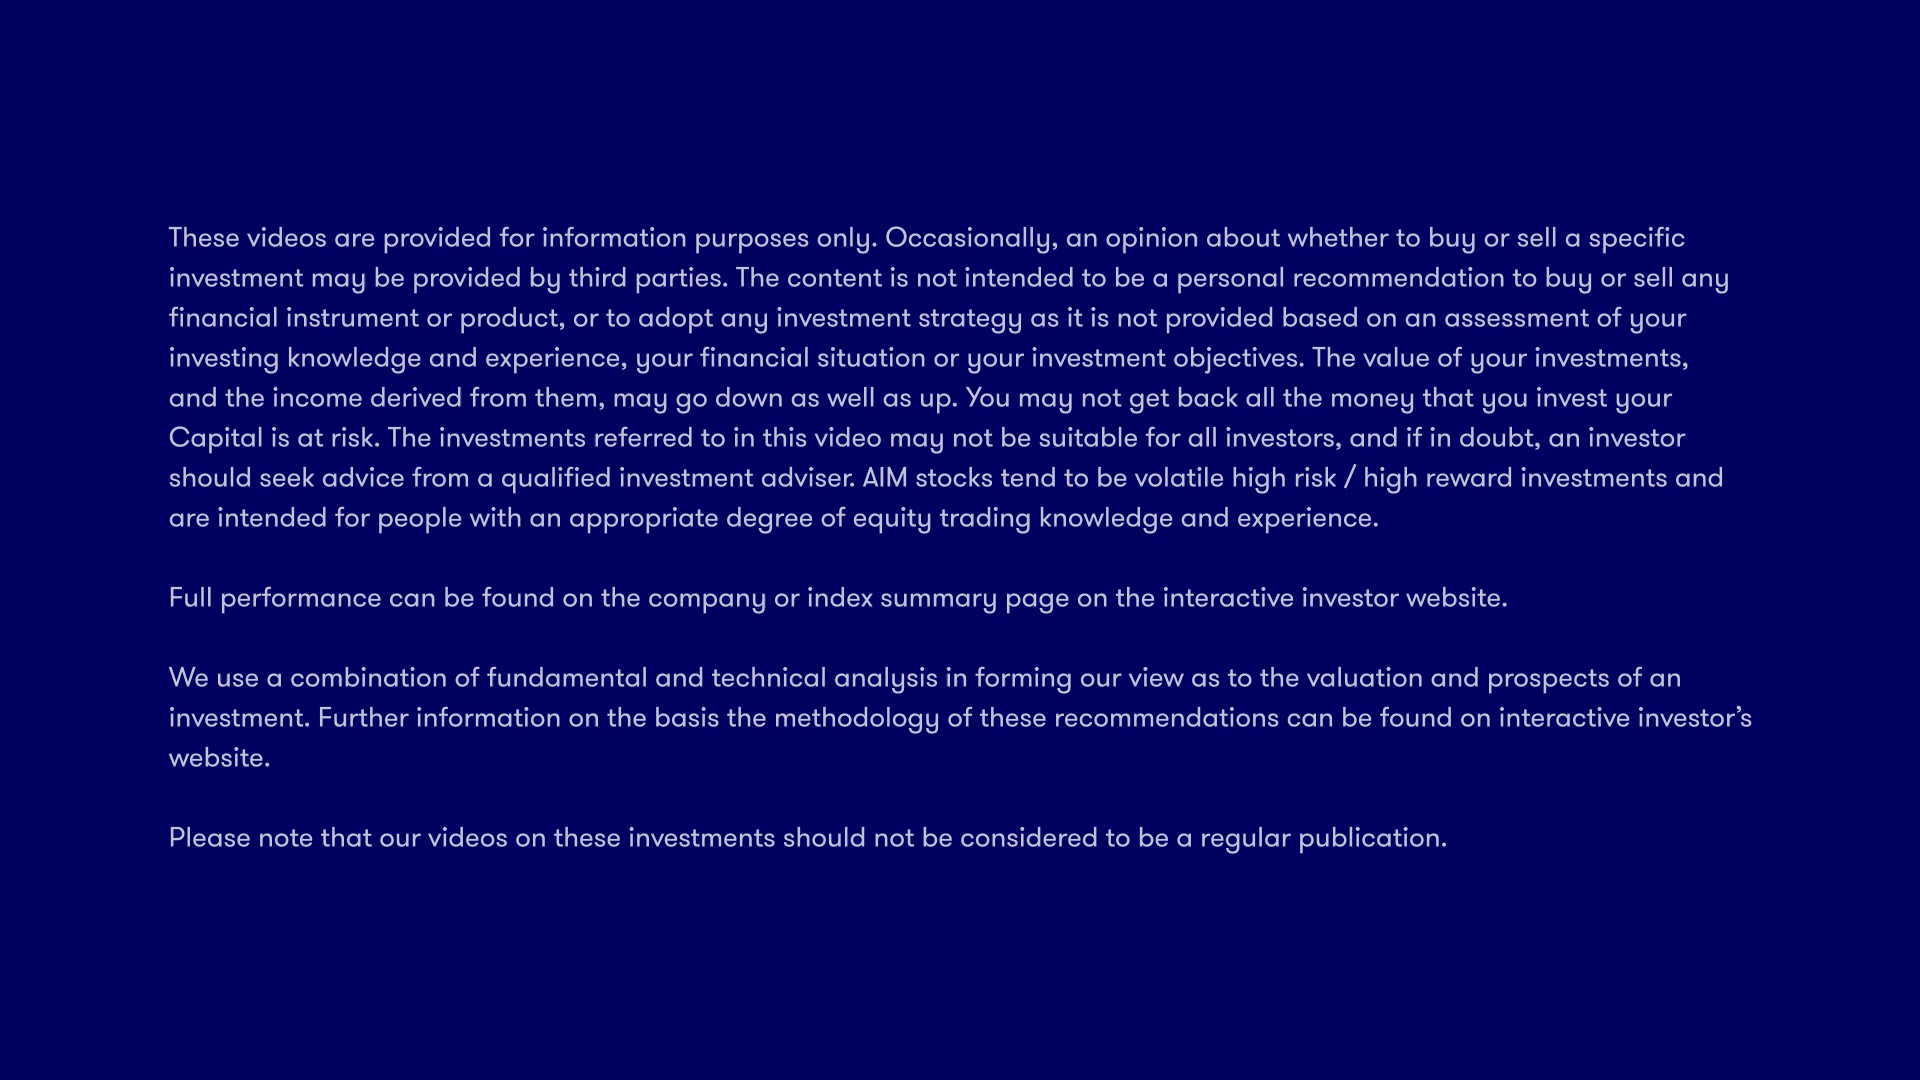 These videos are provided for information purposes only. Occasionally, an opinion about whether to buy or sell a specific
investment may be provided by third parties. The content is not intended to be a personal recommendation to buy or sell any
financial instrument or product, or to adopt any investment strategy as it is not provided based on an assessment of your
investing knowledge and experience, your financial situation or your investment objectives. The value of your investments,
and the income derived from them, may go down as well as up. You may not get back all the money that you invest your
Capital is at risk. The investments referred to in this video may not be suitable for all investors, and if in doubt, an investor
should seek advice from a qualified investment adviser. AIM stocks tend to be volatile high risk / high reward investments and
are intended for people with an appropriate degree of equity trading knowledge and experience.
Full performance can be found on the company or index summary page on the interactive investor website.
We use a combination of fundamental and technical analysis in forming our view as to the valuation and prospects of an
investment. Further information on the basis the methodology of these recommendations can be found on interactive investor’s
website.
Please note that our videos on these investments should not be considered to be a regular publication.